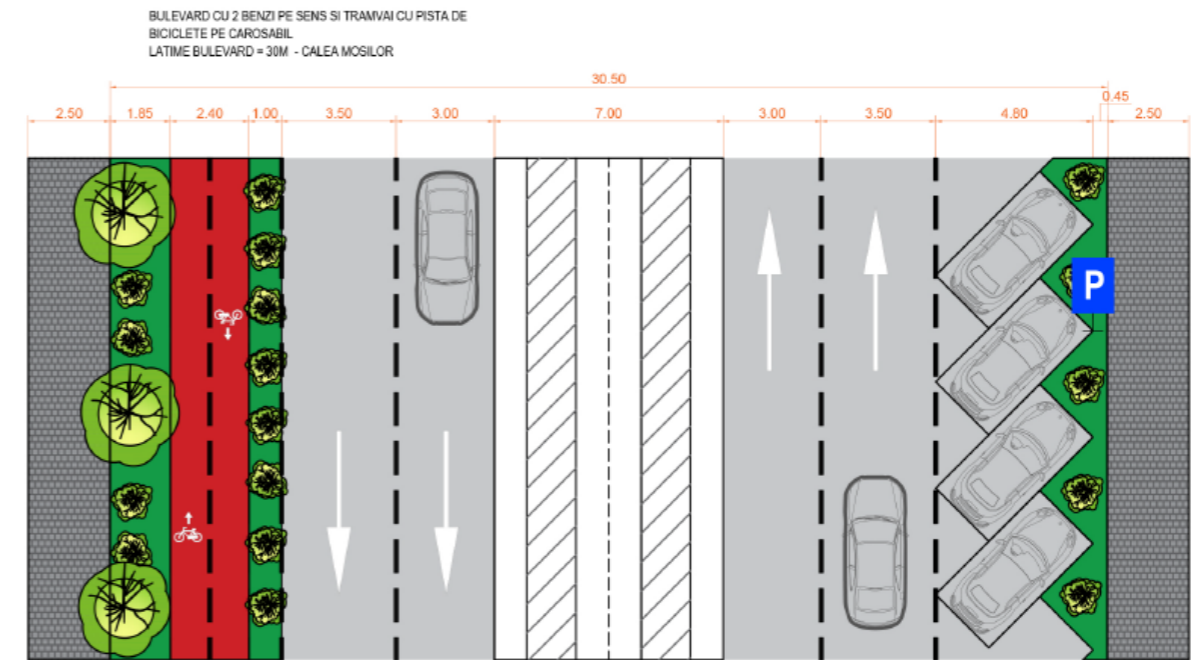 BULEVARD CU 2 BENZI PE SENS SI TRAMVAI CU PISTA DE
BICICLETE PE CAROSABIL
LATIME BULEVARD = 30M - CALEA MOSILOR
30.50
0.45
2.50 1.85 2.40 1.00 3.50 3.00 7.00 3.00 3.50 4.80 2.50
P